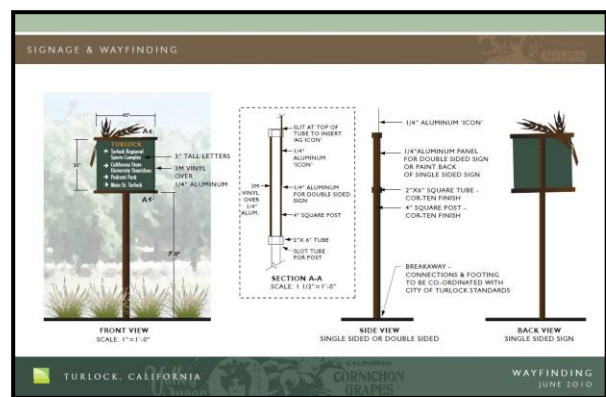 SIGNAGE & WAYFINDING
MELONS
A
TURLOCK
Turlock Regional
Sports Complex
California State
University Stanislaus
Pedretti Park
Main St. Turlock
A
3" TALL LETTERS
3M VINYL
OVER
1/4" ALUMINUM
7'-0"
FRONT VIEW
SCALE: 1"=1'-0"
SLIT AT TOP OF
TUBE TO INSERT
'AG ICON'
1/4"
ALUMINUM
'ICON'
3M
VINYL
OVER
1/4"
ALUM.
1/4" ALUMINUM
FOR DOUBLE SIDED
SIGN
4" SQUARE POST
2"X 6" TUBE
SLOT TUBE
FOR POST
SECTION A-A
SCALE: 1 1/2"=1'-0"
1/4" ALUMINUM 'ICON'
1/4"ALUMINUM PANEL
FOR DOUBLE SIDED SIGN
OR PAINT BACK
OF SINGLE SIDED SIGN
2"X6" SQUARE TUBE -
COR-TEN FINISH
4" SQUARE POST -
COR-TEN FINISH
BREAKAWAY -
CONNECTIONS & FOOTING
TO BE CO-ORDINATED WITH
CITY OF TURLOCK STANDARDS
SIDE VIEW
SINGLE SIDED OR DOUBLE SIDED
BACK VIEW
SINGLE SIDED SIGN
TURLOCK, CALIFORNIA
Valley
Queen
CALIFORNIA
CORNICHON
GRAPES
WAYFINDING
JUNE 2010